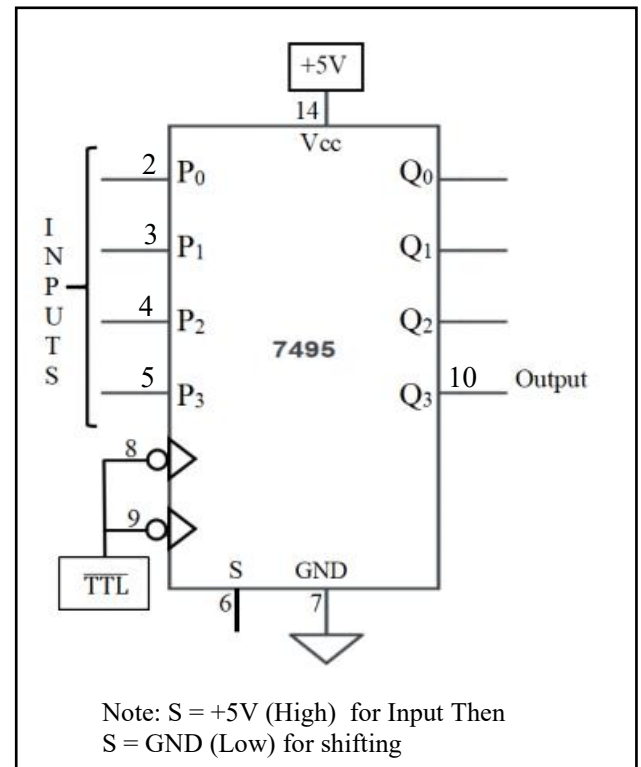 +5V
14
Vcc
2 P₀ Q₀
3 P₁ Q₁
4 P₂ Q₂
5 P₃ Q₃ 10 Output
INPUTS
7495
8
9
TTL
S GND
6 7
Note: S = +5V (High) for Input Then
S = GND (Low) for shifting